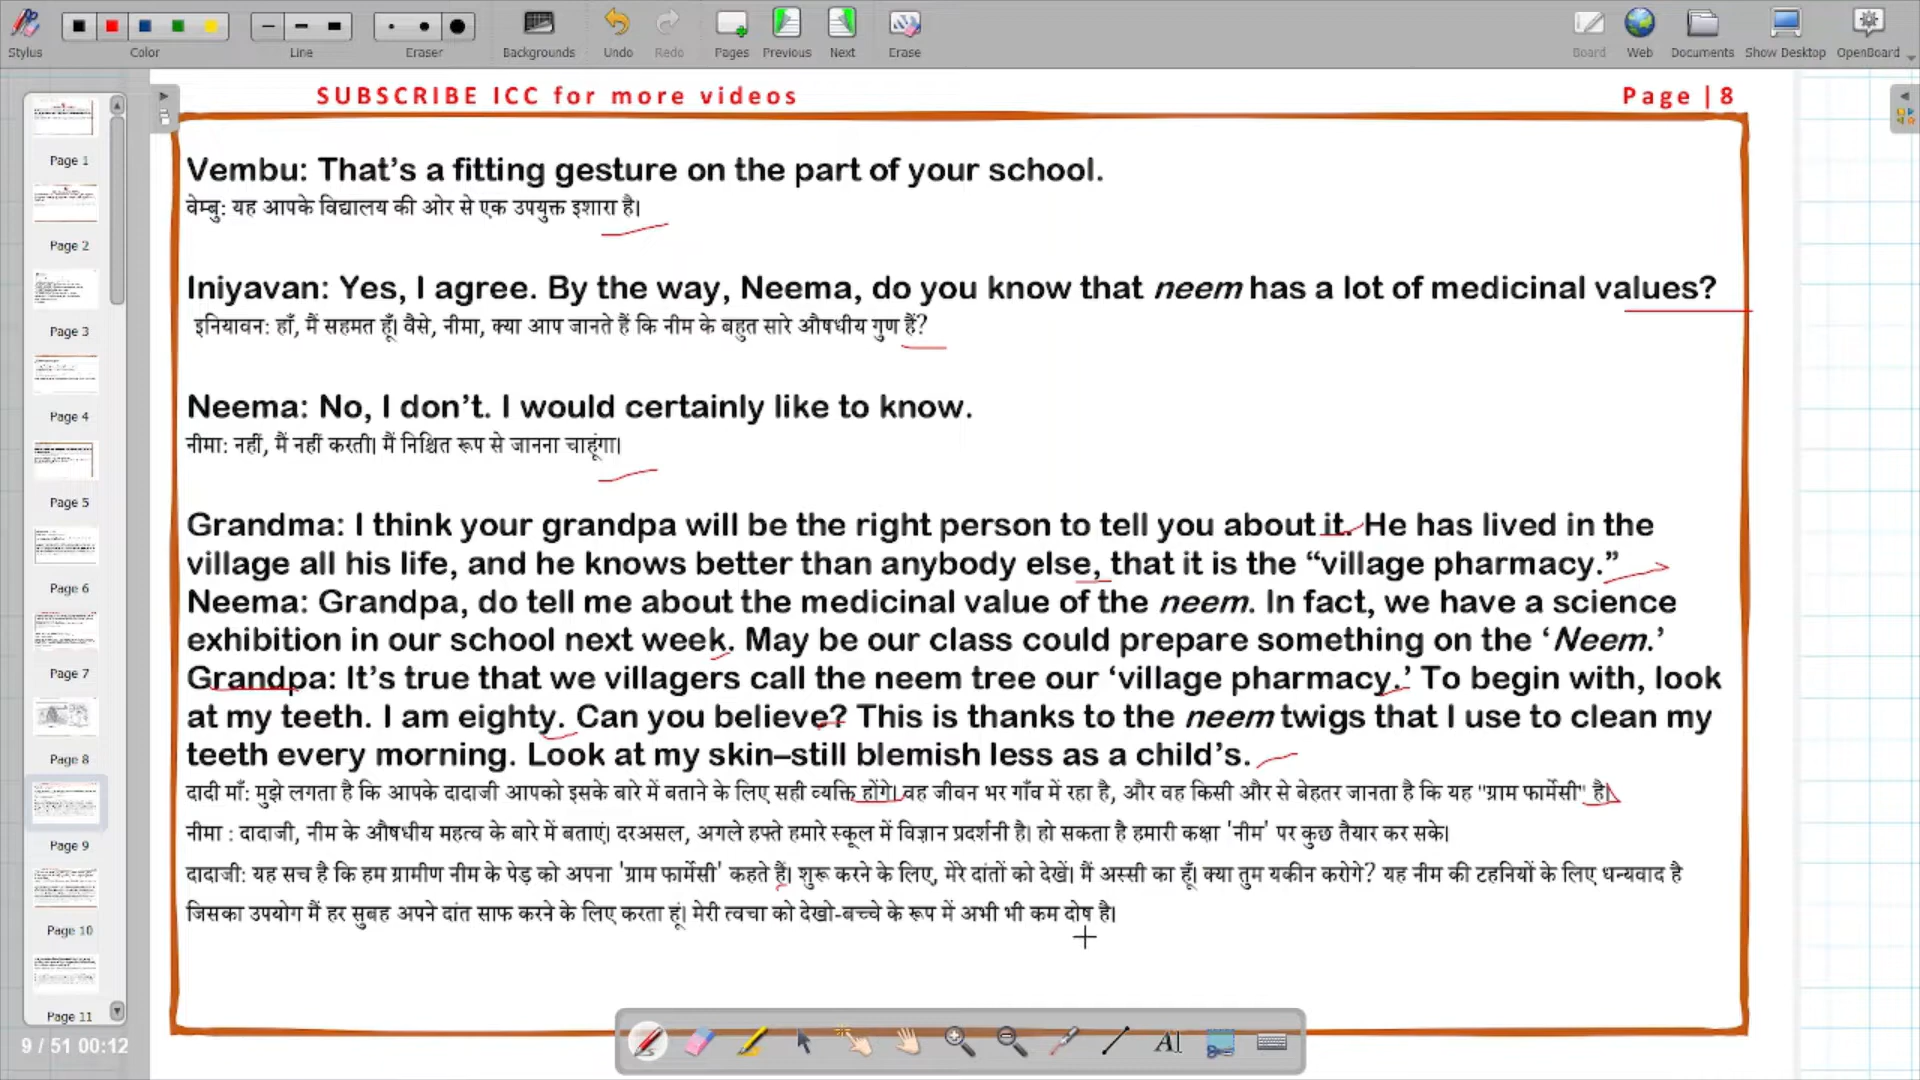 Stylus Color Line Eraser Backgrounds Undo Redo Pages Previous Next Erase Board Web Documents Show Desktop OpenBoard
SUBSCRIBE ICC for more videos Page | 8
Vembu: That’s a fitting gesture on the part of your school.
वेम्बु: यह आपके विद्यालय की ओर से एक उपयुक्त इशारा है।
Iniyavan: Yes, I agree. By the way, Neema, do you know that neem has a lot of medicinal values?
इनियावन: हाँ, मैं सहमत हूँ। वैसे, नीमा, क्या आप जानते हैं कि नीम के बहुत सारे औषधीय गुण हैं?
Neema: No, I don’t. I would certainly like to know.
नीमा: नहीं, मैं नहीं करती। मैं निश्चित रूप से जानना चाहूंगा।
Grandma: I think your grandpa will be the right person to tell you about it. He has lived in the
village all his life, and he knows better than anybody else, that it is the “village pharmacy.”
Neema: Grandpa, do tell me about the medicinal value of the neem. In fact, we have a science
exhibition in our school next week. May be our class could prepare something on the ‘Neem.’
Grandpa: It’s true that we villagers call the neem tree our ‘village pharmacy.’ To begin with, look
at my teeth. I am eighty. Can you believe? This is thanks to the neem twigs that I use to clean my
teeth every morning. Look at my skin–still blemish less as a child’s.
दादी माँ: मुझे लगता है कि आपके दादाजी आपको इसके बारे में बताने के लिए सही व्यक्ति होंगे। वह जीवन भर गाँव में रहा है, और वह किसी और से बेहतर जानता है कि यह "ग्राम फार्मेसी" है।
नीमा : दादाजी, नीम के औषधीय महत्व के बारे में बताएं। दरअसल, अगले हफ्ते हमारे स्कूल में विज्ञान प्रदर्शनी है। हो सकता है हमारी कक्षा 'नीम' पर कुछ तैयार कर सके।
दादाजी: यह सच है कि हम ग्रामीण नीम के पेड़ को अपना 'ग्राम फार्मेसी' कहते हैं। शुरू करने के लिए, मेरे दांतों को देखें। मैं अस्सी का हूँ। क्या तुम यकीन करोगे? यह नीम की टहनियों के लिए धन्यवाद है
जिसका उपयोग मैं हर सुबह अपने दांत साफ करने के लिए करता हूं। मेरी त्वचा को देखो-बच्चे के रूप में अभी भी कम दोष है।
Page 1
Page 2
Page 3
Page 4
Page 5
Page 6
Page 7
Page 8
Page 9
Page 10
Page 11
9 / 51 00:12